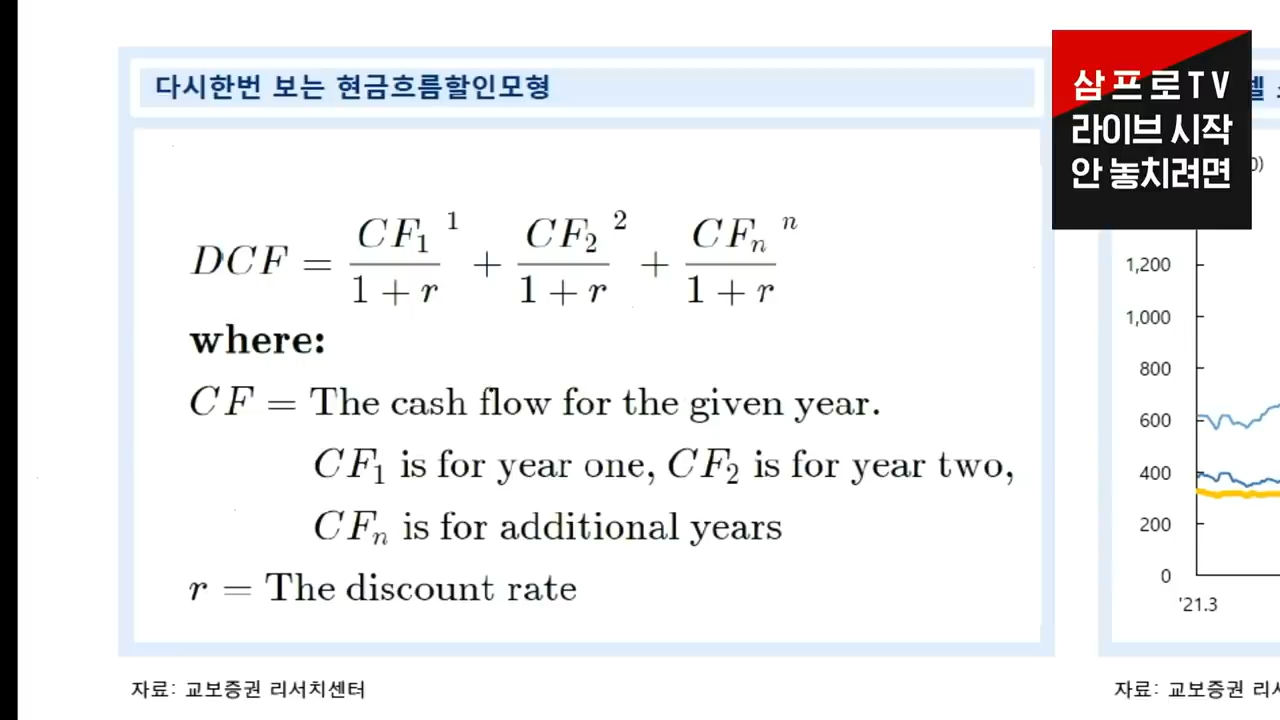 다시한번 보는 현금흐름할인모형
DCF = CF₁ ¹ / 1 + r + CF₂ ² / 1 + r + CFₙ ⁿ / 1 + r
where:
CF = The cash flow for the given year.
CF₁ is for year one, CF₂ is for year two,
CFₙ is for additional years
r = The discount rate
자료: 교보증권 리서치센터
삼프로TV
라이브 시작
안 놓치려면
0)
1,200
1,000
800
600
400
200
0
'21.3
자료: 교보증권